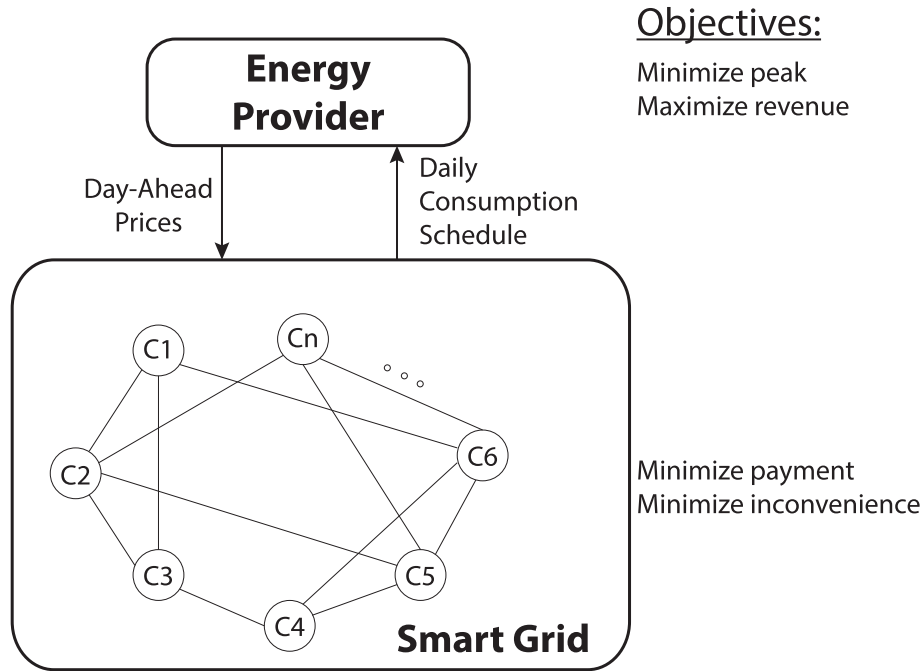 Objectives:
Energy
Provider
Minimize peak
Maximize revenue
Day-Ahead
Prices
Daily
Consumption
Schedule
C1
Cn
C2
C6
C3
C5
C4
Minimize payment
Minimize inconvenience
Smart Grid